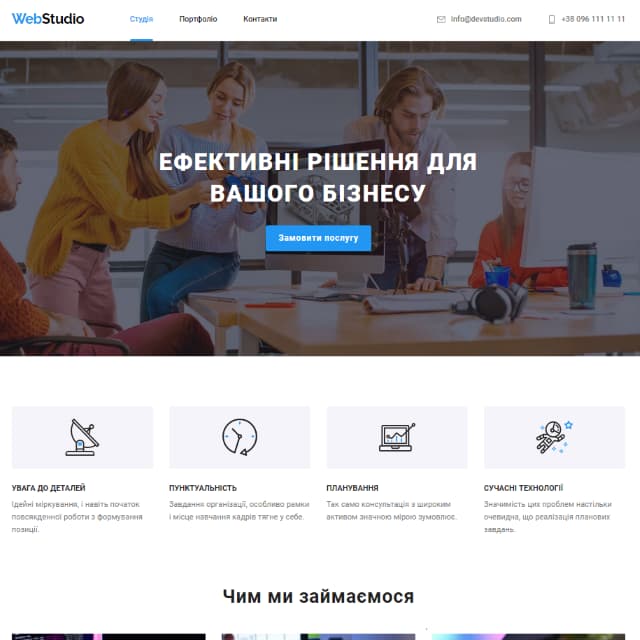 WebStudio
Студія Портфоліо Контакти
info@devstudio.com +38 096 111 11 11
ЕФЕКТИВНІ РІШЕННЯ ДЛЯ
ВАШОГО БІЗНЕСУ
Замовити послугу
УВАГА ДО ДЕТАЛЕЙ
Ідейні міркування, і навіть початок
повсякденної роботи з формування
позиції.
ПУНКТУАЛЬНІСТЬ
Завдання організації, особливо рамки
і місце навчання кадрів тягне у себе.
ПЛАНУВАННЯ
Так само консультація з широким
активом значною мірою зумовлює.
СУЧАСНІ ТЕХНОЛОГІЇ
Значимість цих проблем настільки
очевидна, що реалізація планових
завдань.
Чим ми займаємося